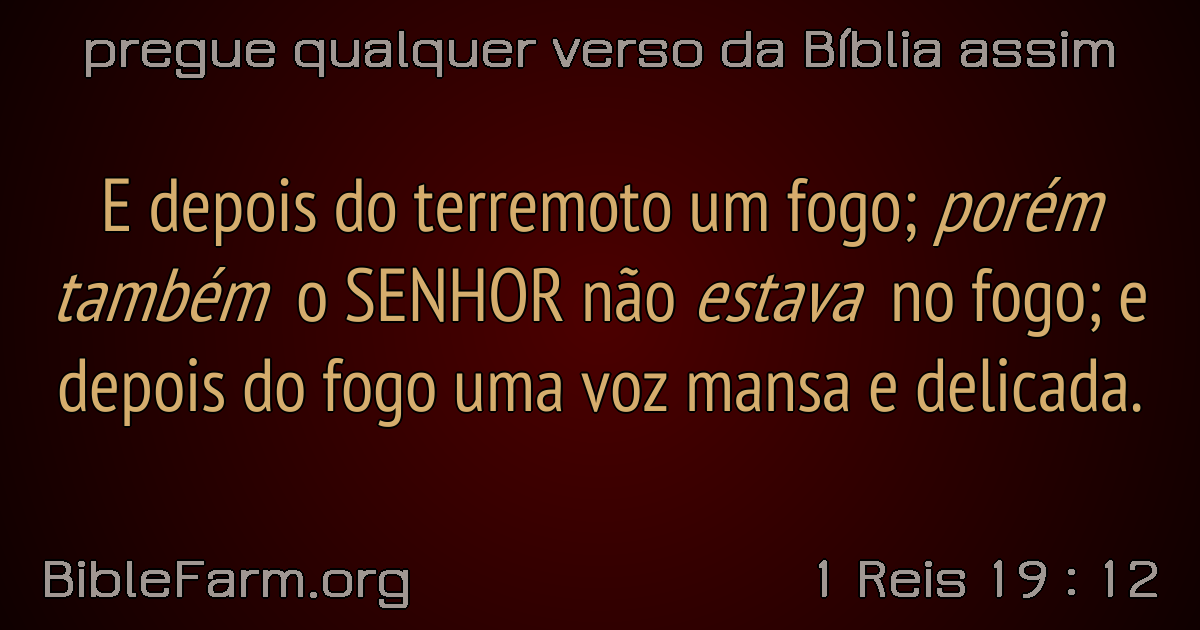 pregue qualquer verso da Bíblia assim
E depois do terremoto um fogo; porém
também o SENHOR não estava no fogo; e
depois do fogo uma voz mansa e delicada.
BibleFarm.org
1 Reis 19 : 12